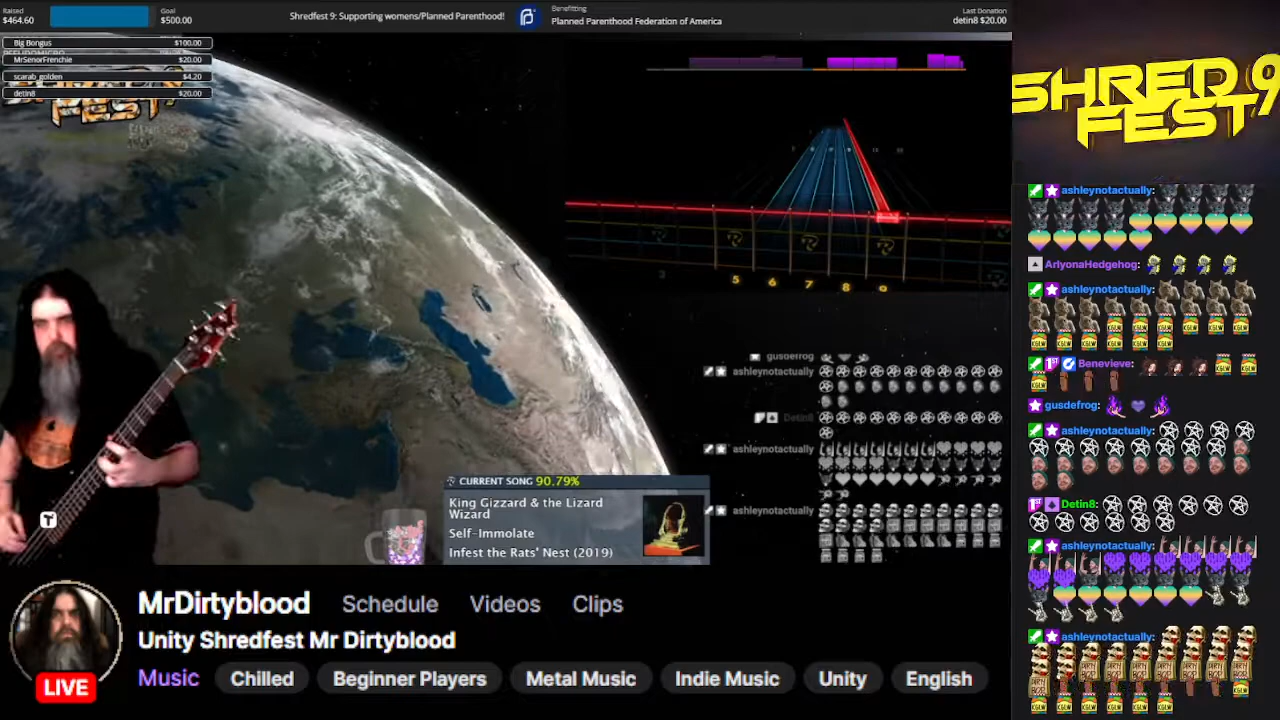 Raised
$464.60
Goal
$500.00
Shredfest 9: Supporting womens/Planned Parenthood!
Benefitting
Planned Parenthood Federation of America
Last Donation
detin8 $20.00
Big Bongus $100.00
MrSenorFrenchie $20.00
scarab_golden $4.20
detin8 $20.00
SHRED 9
FEST
3 5 6 7 8 9
gusdefrog
ashleynotactually
Detin8
ashleynotactually
ashleynotactually
CURRENT SONG 90.79%
King Gizzard & the Lizard
Wizard
Self-Immolate
Infest the Rats' Nest (2019)
ashleynotactually:
ArlyonaHedgehog:
ashleynotactually:
Benevieve:
gusdefrog:
ashleynotactually:
Detin8:
ashleynotactually:
ashleynotactually:
MrDirtyblood Schedule Videos Clips
Unity Shredfest Mr Dirtyblood
LIVE
Music Chilled Beginner Players Metal Music Indie Music Unity English